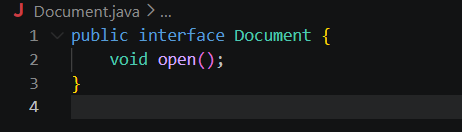 J Document.java > ...
1 public interface Document {
2     void open();
3 }
4